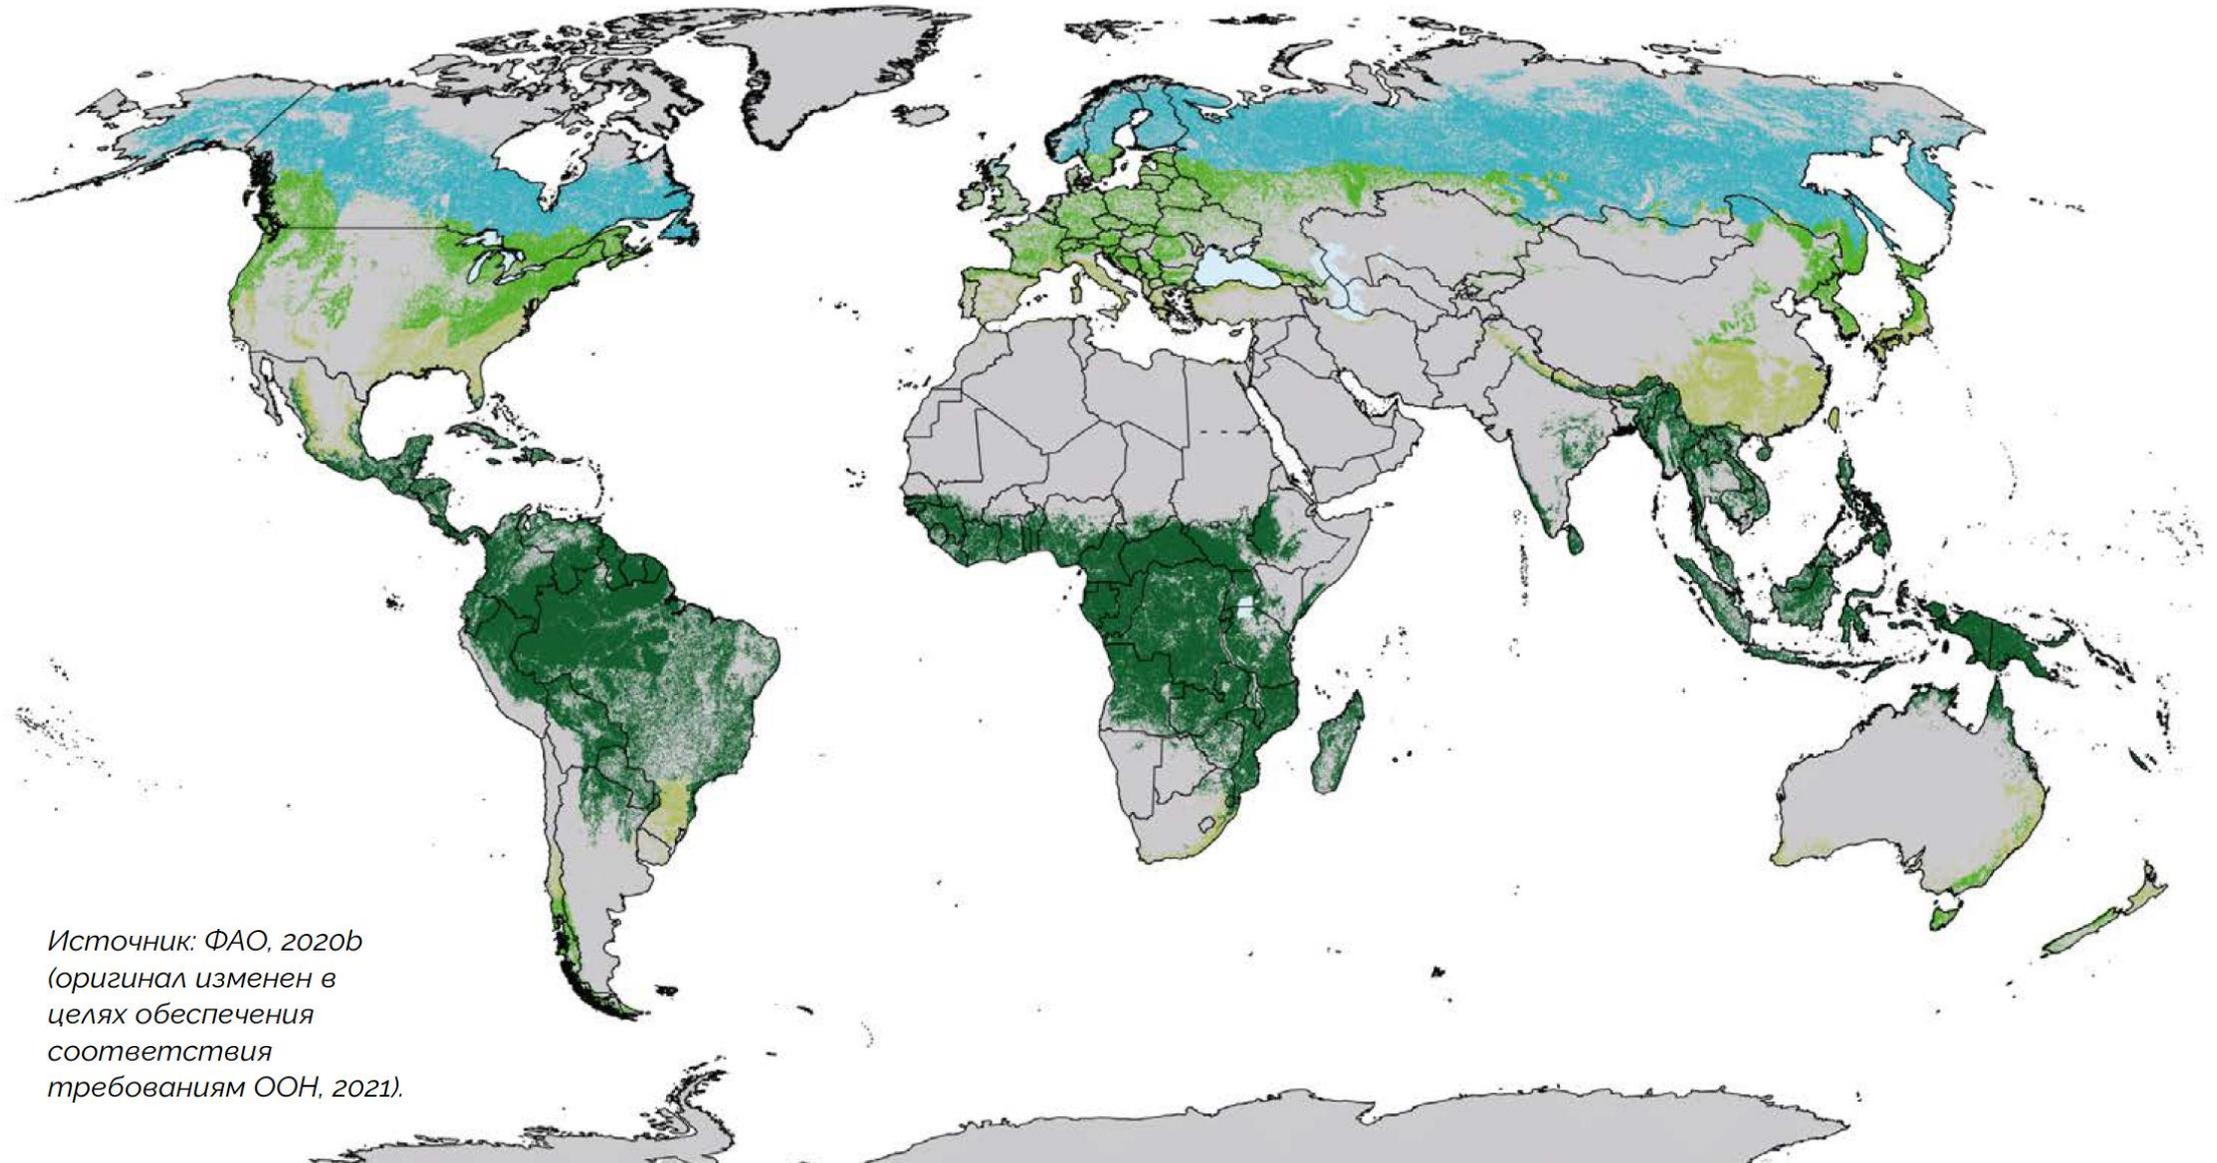 Источник: ФАО, 2020b
(оригинал изменен в
целях обеспечения
соответствия
требованиям ООН, 2021).